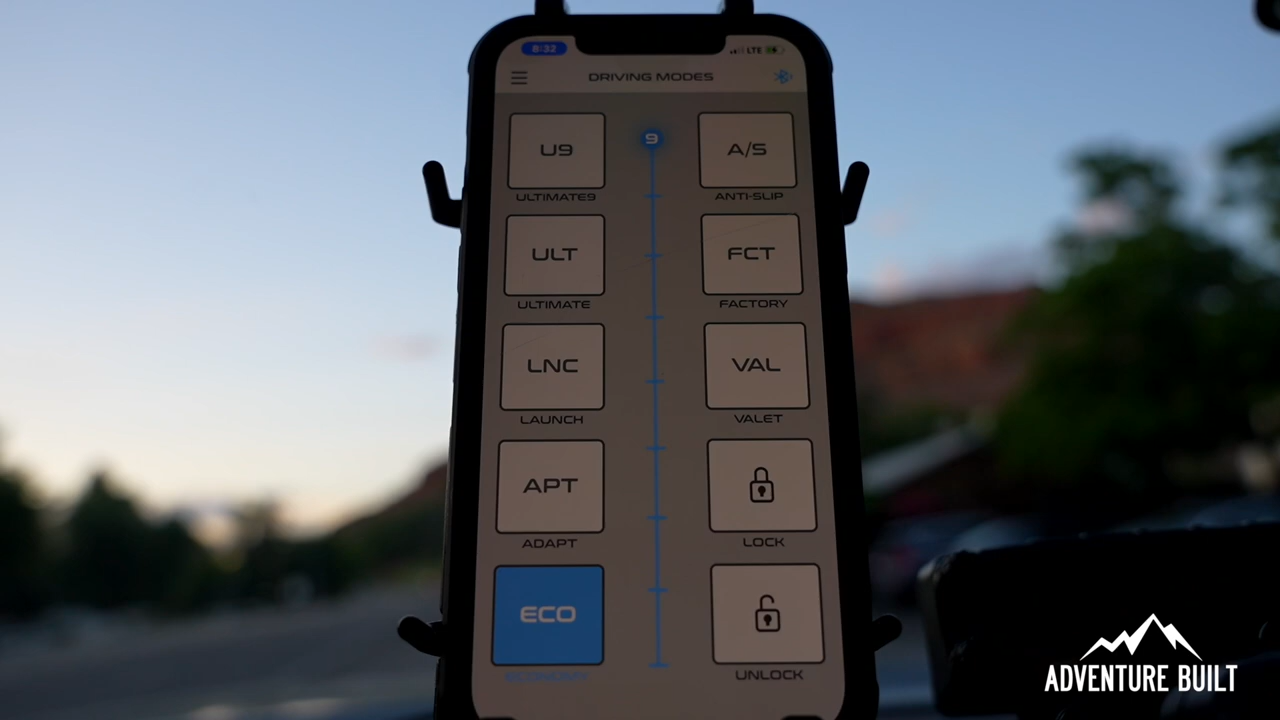 8:32 LTE
DRIVING MODES
U9 9 A/S
ULTIMATE9 ANTI-SLIP
ULT FCT
ULTIMATE FACTORY
LNC VAL
LAUNCH VALET
APT
ADAPT LOCK
ECO
ECONOMY UNLOCK
ADVENTURE BUILT